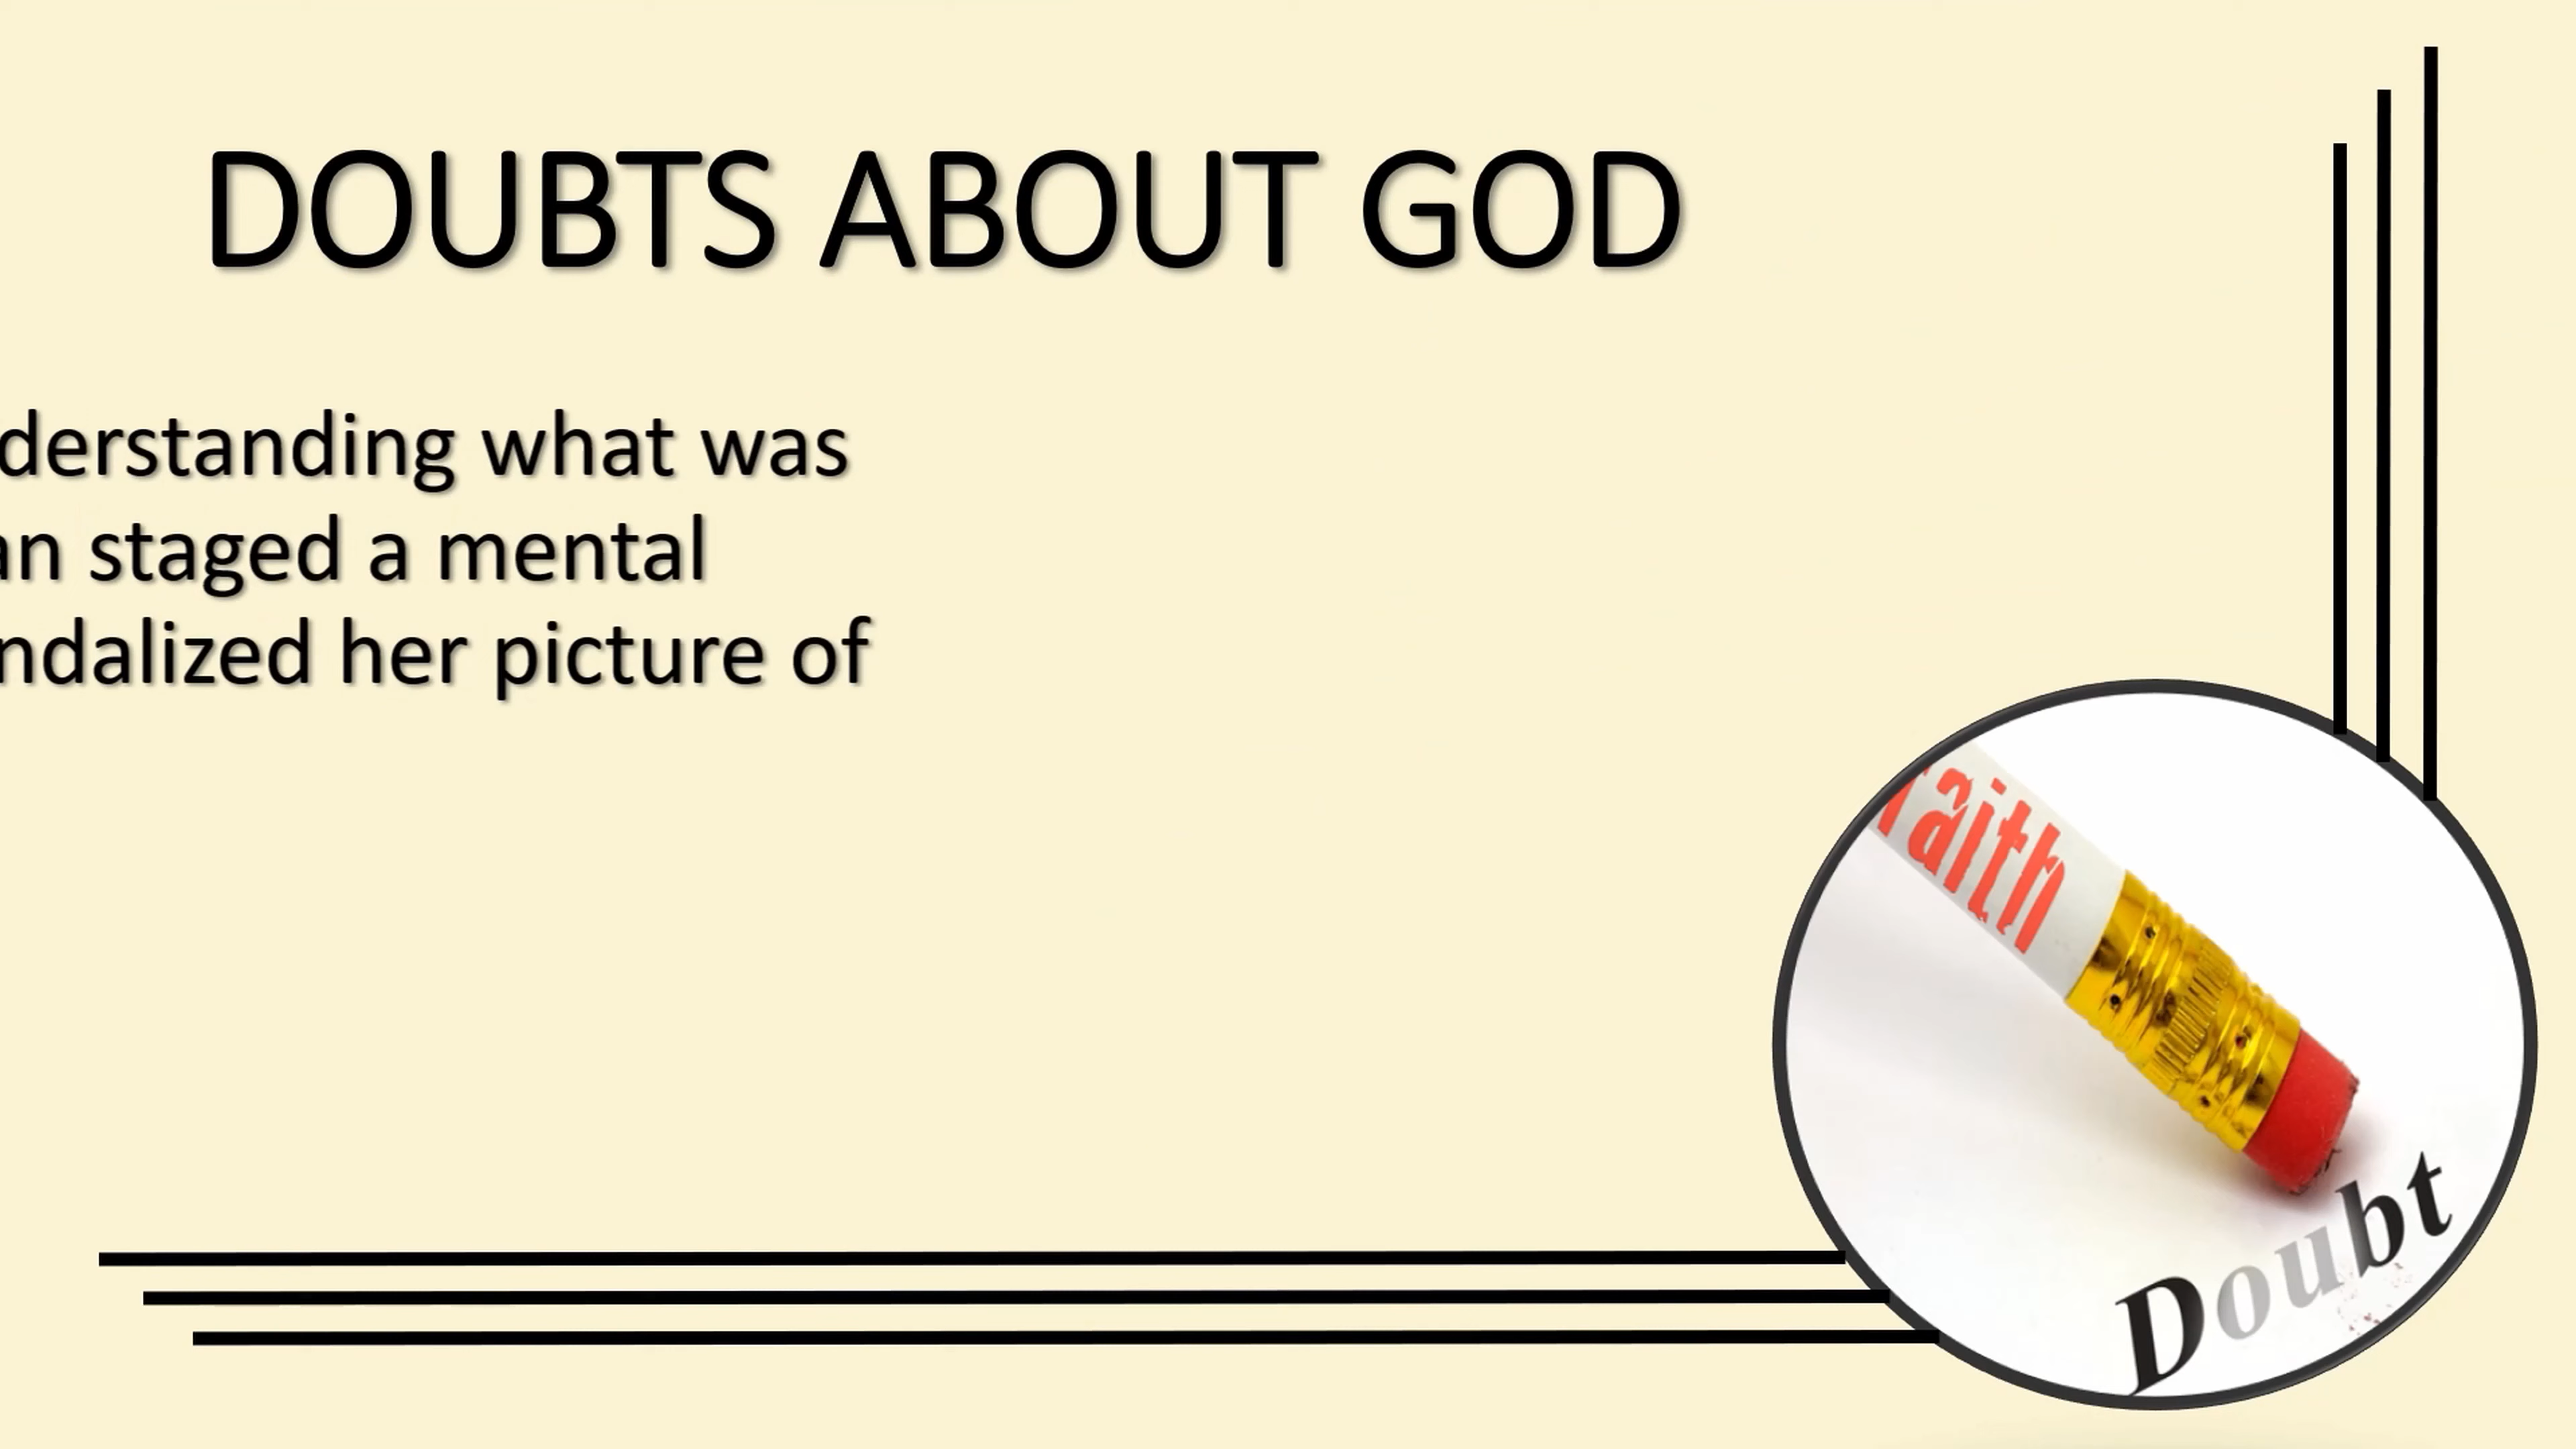 DOUBTS ABOUT GOD
derstanding what was
an staged a mental
ndalized her picture of
aith
Doubt